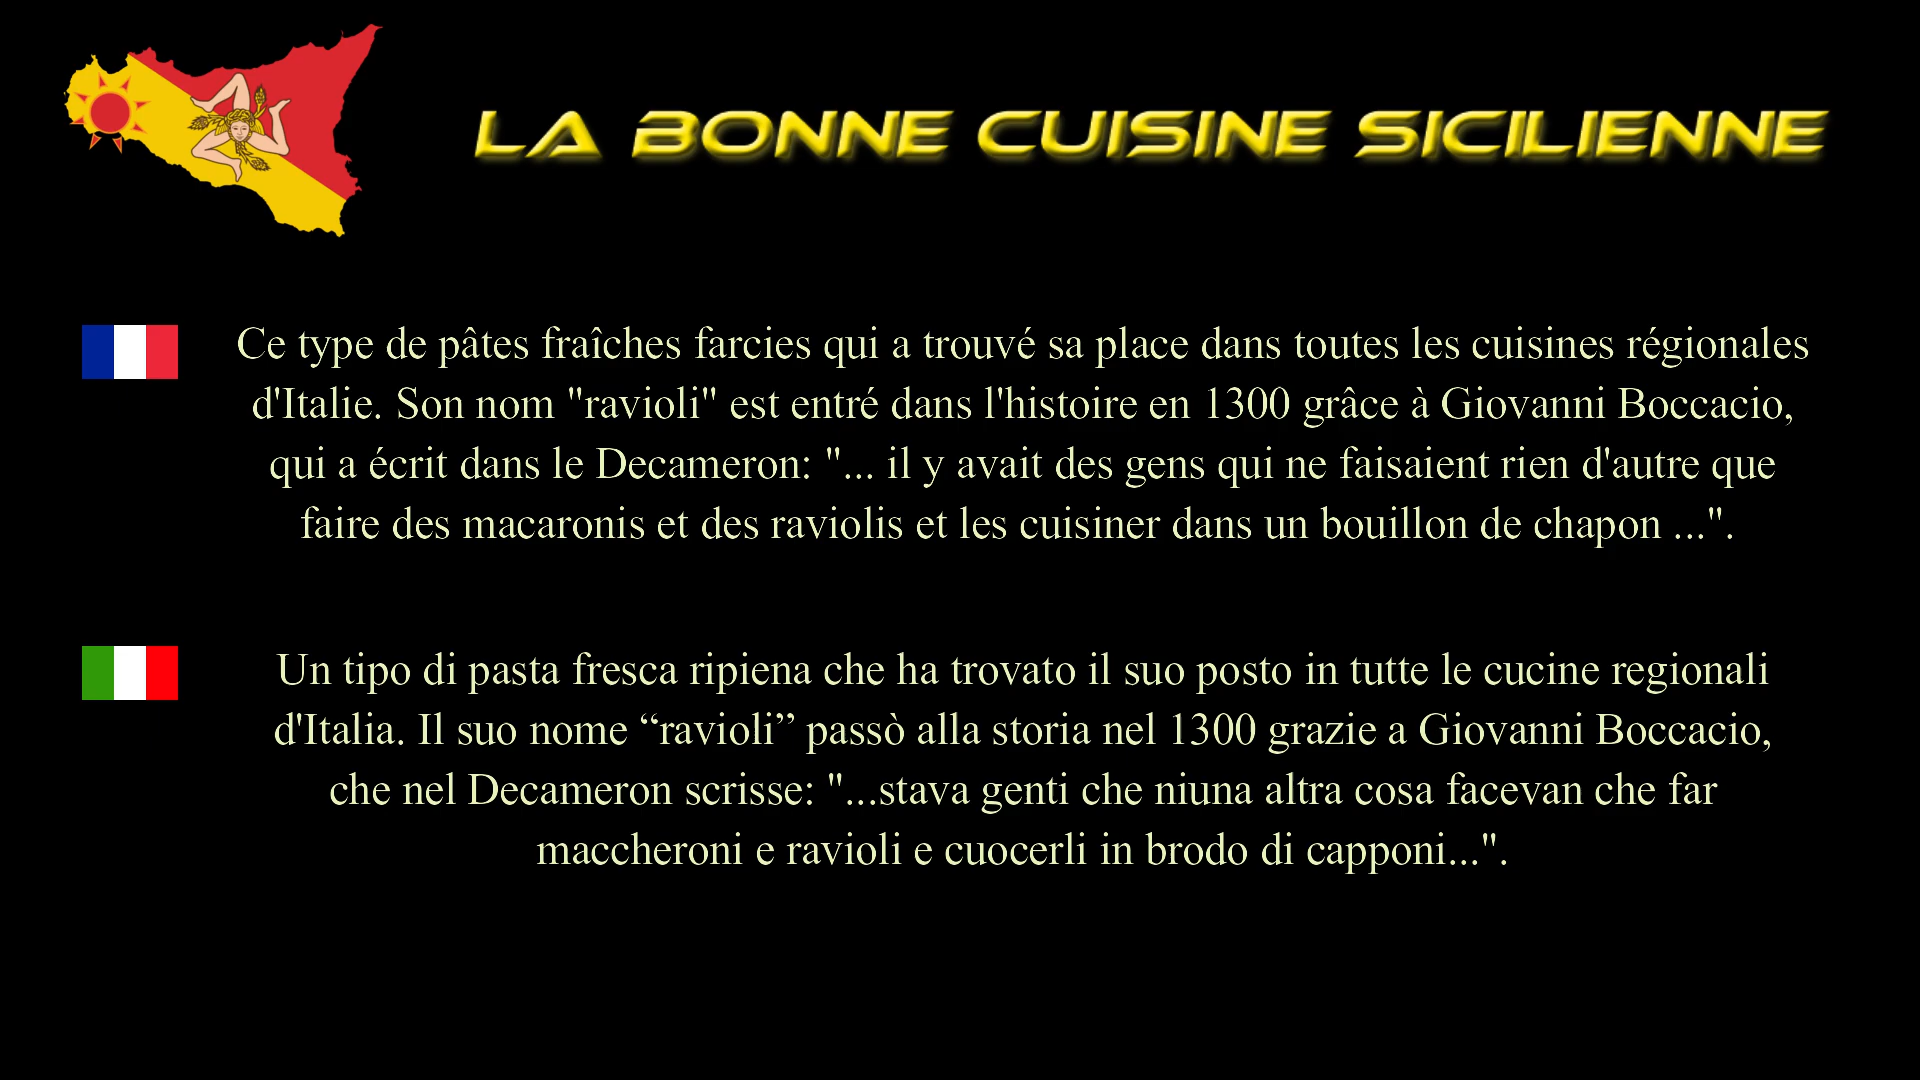 LA BONNE CUISINE SICILIENNE
Ce type de pâtes fraîches farcies qui a trouvé sa place dans toutes les cuisines régionales
d'Italie. Son nom "ravioli" est entré dans l'histoire en 1300 grâce à Giovanni Boccacio,
qui a écrit dans le Decameron: "... il y avait des gens qui ne faisaient rien d'autre que
faire des macaronis et des raviolis et les cuisiner dans un bouillon de chapon ...".
Un tipo di pasta fresca ripiena che ha trovato il suo posto in tutte le cucine regionali
d'Italia. Il suo nome “ravioli” passò alla storia nel 1300 grazie a Giovanni Boccacio,
che nel Decameron scrisse: "...stava genti che niuna altra cosa facevan che far
maccheroni e ravioli e cuocerli in brodo di capponi...".